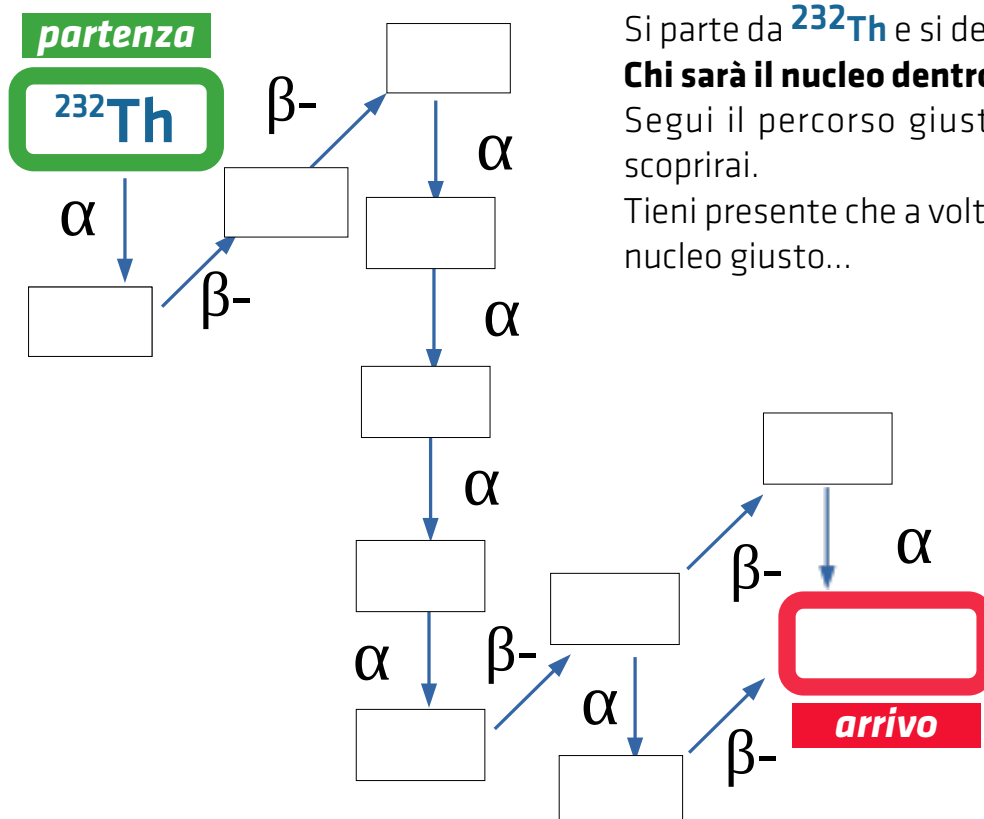 partenza
²³²Th
Si parte da ²³²Th e si de
Chi sarà il nucleo dentro
Segui il percorso giust
scoprirai.
Tieni presente che a volt
nucleo giusto...
β-
α
α
β-
α
α
α
β-
β-
α
α
β-
arrivo